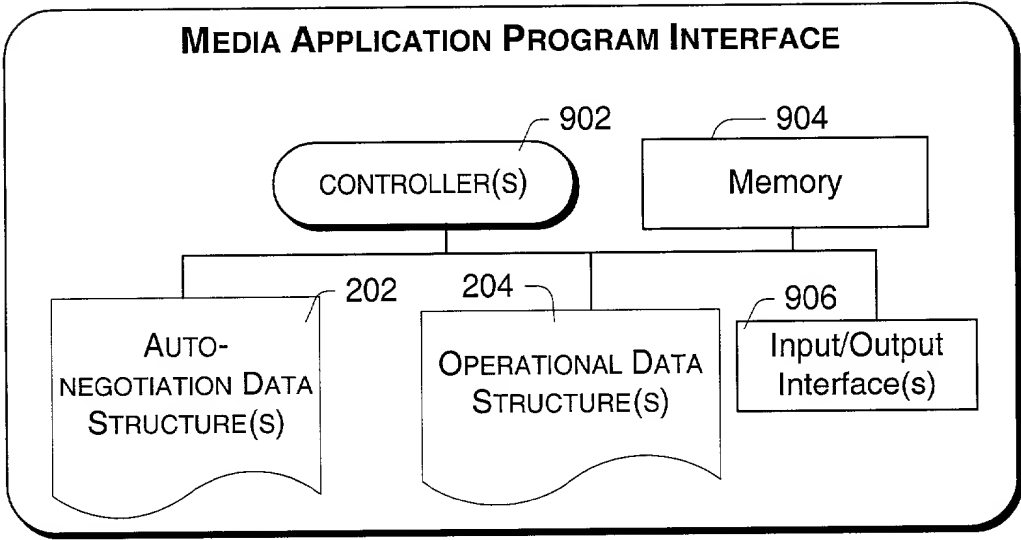 MEDIA APPLICATION PROGRAM INTERFACE
902
904
CONTROLLER(S)
Memory
202
204
906
AUTO-
NEGOTIATION DATA
STRUCTURE(S)
OPERATIONAL DATA
STRUCTURE(S)
Input/Output
Interface(s)